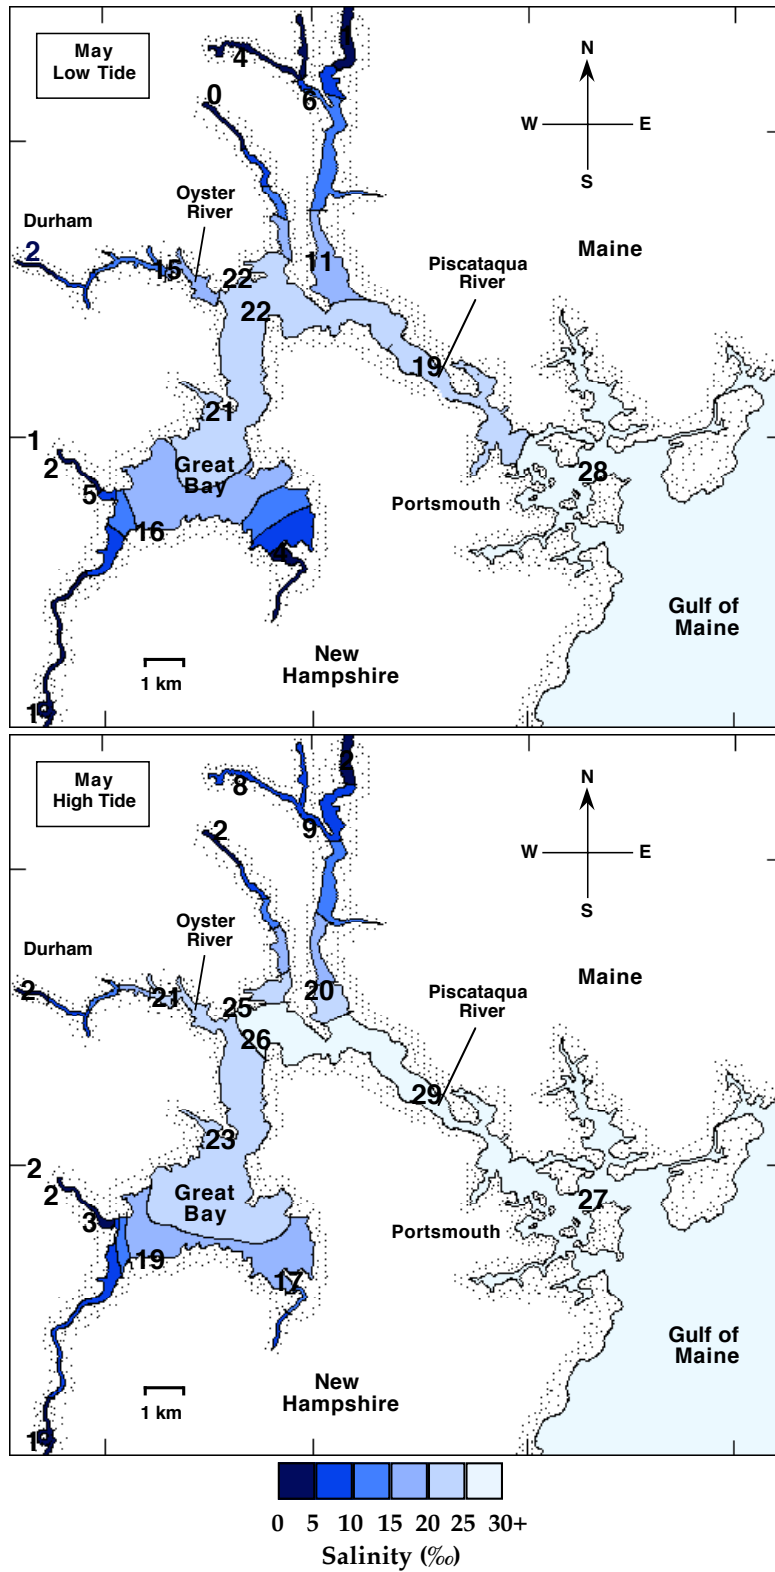 May
Low Tide
4
0
6
N
W E
S
Oyster
River
Durham
2
15
22
22
11
Maine
Piscataqua
River
19
21
1
2
Great
Bay
5
16
4
28
Portsmouth
Gulf of
Maine
New
Hampshire
1 km
1
May
High Tide
2
8
2
9
N
W E
S
Oyster
River
Durham
2
21
25
26
20
Maine
Piscataqua
River
29
23
2
2
Great
Bay
3
19
17
27
Portsmouth
Gulf of
Maine
New
Hampshire
1 km
1
0 5 10 15 20 25 30+
Salinity (‰)